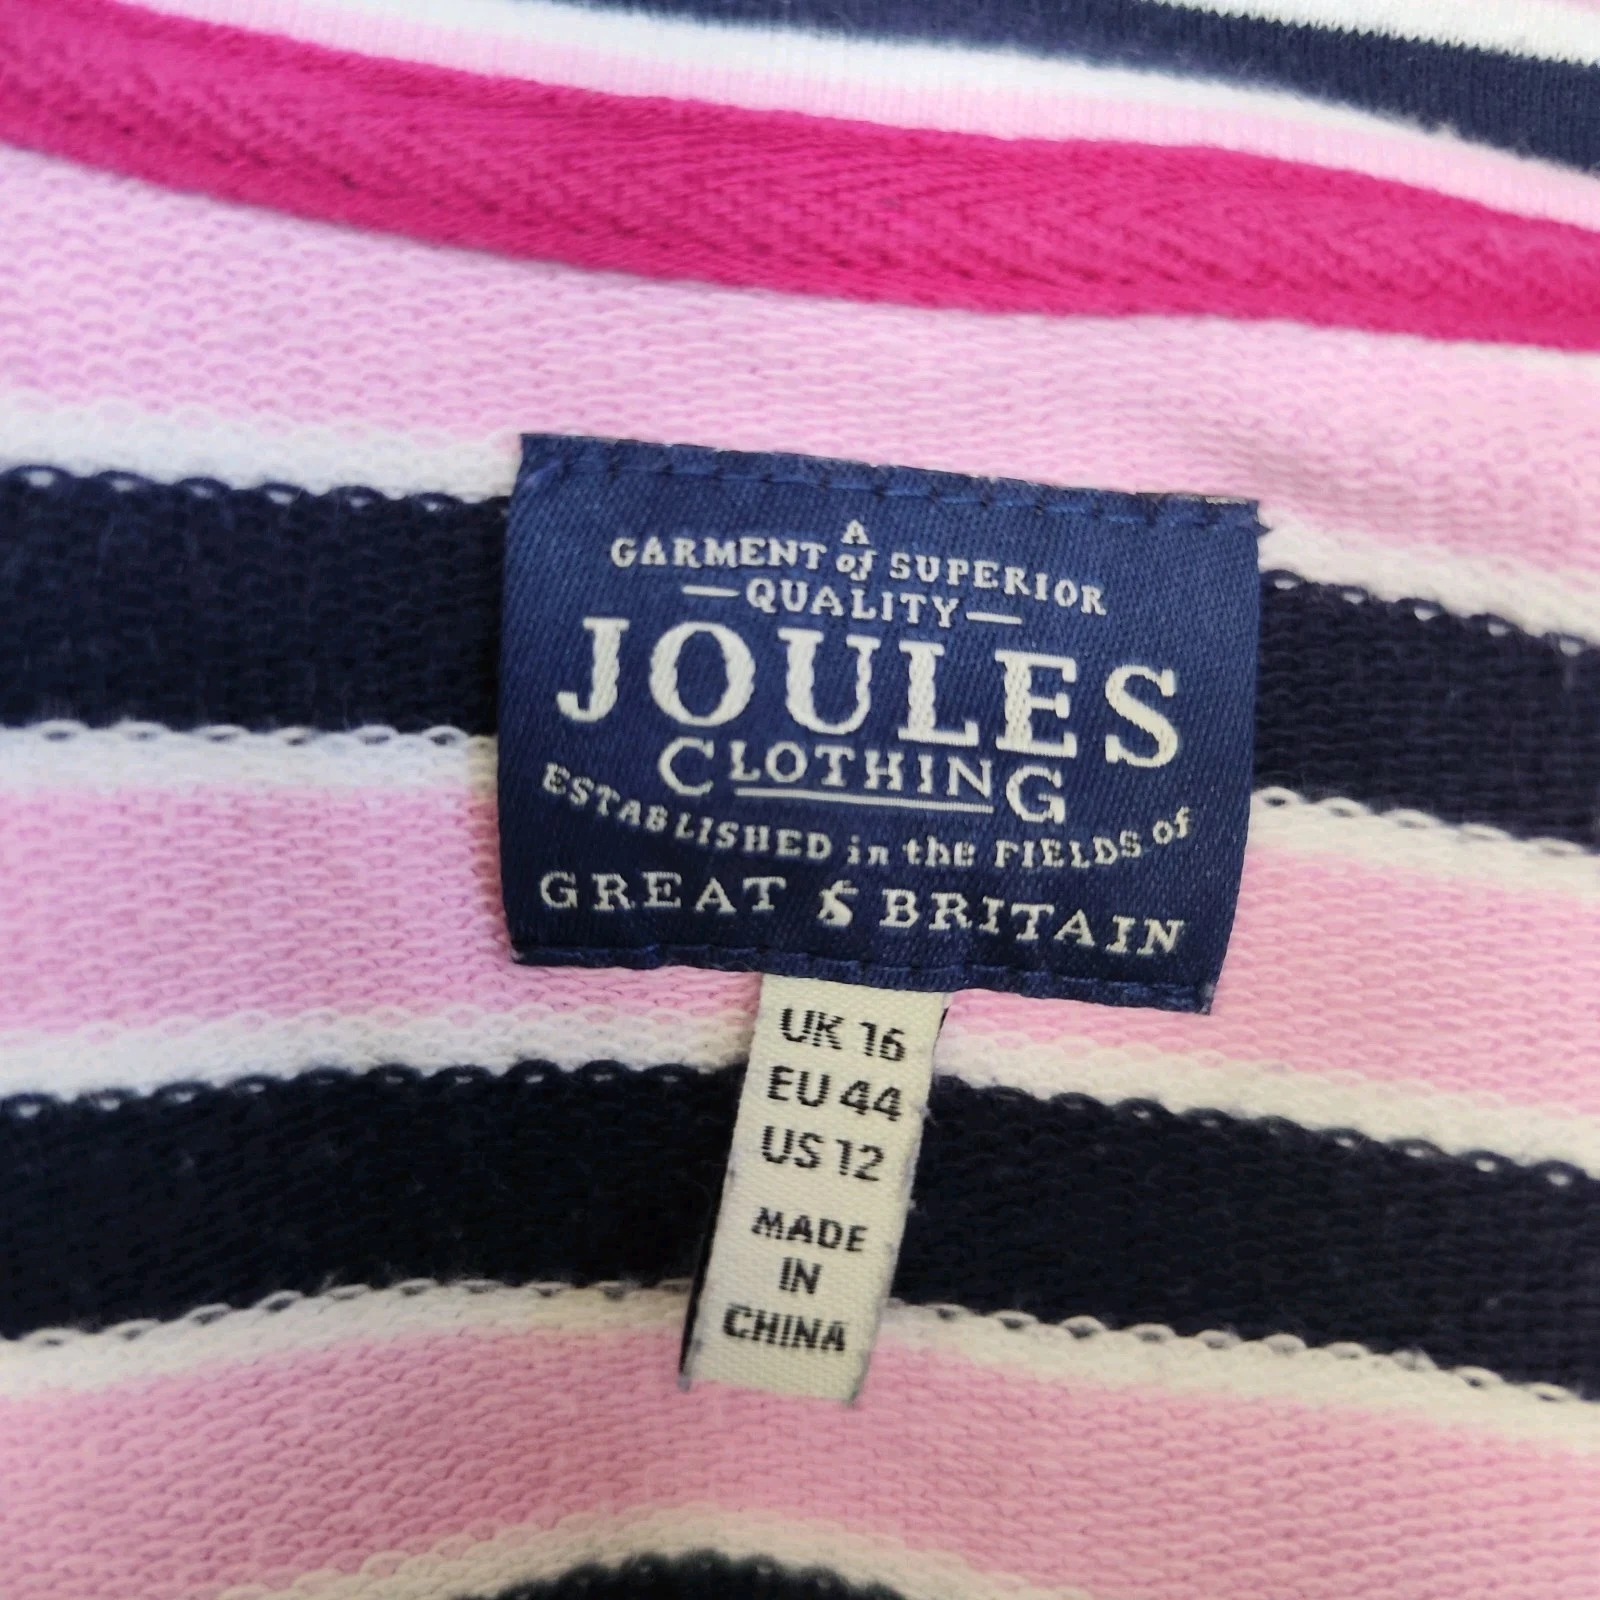 A
GARMENT of SUPERIOR
—QUALITY—
JOULES
CLOTHING
ESTABLISHED in the FIELDS of
GREAT & BRITAIN
UK 16
EU 44
US 12
MADE
IN
CHINA